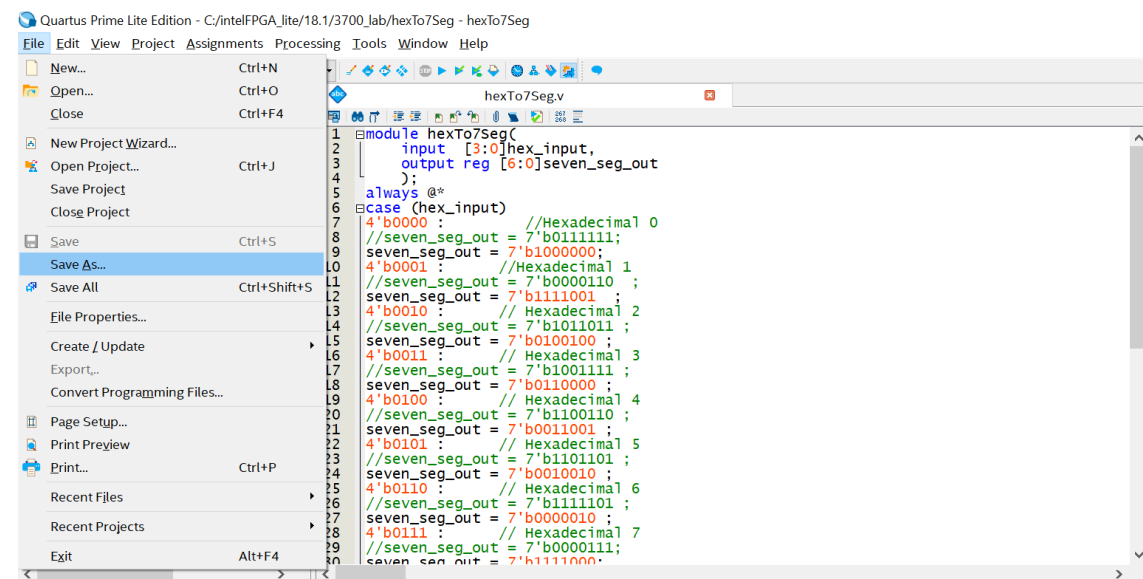 Quartus Prime Lite Edition - C:/intelFPGA_lite/18.1/3700_lab/hexTo7Seg - hexTo7Seg
File Edit View Project Assignments Processing Tools Window Help
New... Ctrl+N
Open... Ctrl+O
Close Ctrl+F4
New Project Wizard...
Open Project... Ctrl+J
Save Project
Close Project
Save Ctrl+S
Save As...
Save All Ctrl+Shift+S
File Properties...
Create / Update
Export...
Convert Programming Files...
Page Setup...
Print Preview
Print... Ctrl+P
Recent Files
Recent Projects
Exit Alt+F4
STOP
abc hexTo7Seg.v
267
268
1 module hexTo7Seg(
2 input [3:0]hex_input,
3 output reg [6:0]seven_seg_out
4 );
5 always @*
6 case (hex_input)
7 4'b0000 : //Hexadecimal 0
8 //seven_seg_out = 7'b0111111;
9 seven_seg_out = 7'b1000000;
10 4'b0001 : //Hexadecimal 1
11 //seven_seg_out = 7'b0000110 ;
12 seven_seg_out = 7'b1111001 ;
13 4'b0010 : // Hexadecimal 2
14 //seven_seg_out = 7'b1011011 ;
15 seven_seg_out = 7'b0100100 ;
16 4'b0011 : // Hexadecimal 3
17 //seven_seg_out = 7'b1001111 ;
18 seven_seg_out = 7'b0110000 ;
19 4'b0100 : // Hexadecimal 4
20 //seven_seg_out = 7'b1100110 ;
21 seven_seg_out = 7'b0011001 ;
22 4'b0101 : // Hexadecimal 5
23 //seven_seg_out = 7'b1101101 ;
24 seven_seg_out = 7'b0010010 ;
25 4'b0110 : // Hexadecimal 6
26 //seven_seg_out = 7'b1111101 ;
27 seven_seg_out = 7'b0000010 ;
28 4'b0111 : // Hexadecimal 7
29 //seven_seg_out = 7'b0000111;
30 seven_seg_out = 7'b1111000;